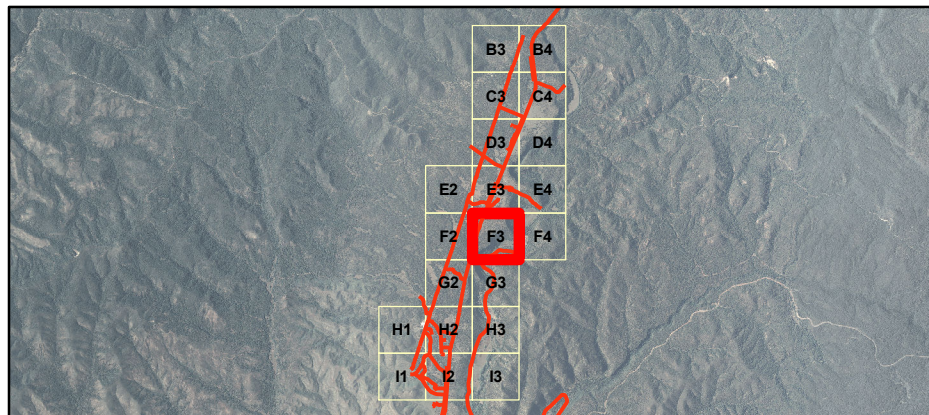 B3 B4
C3 C4
D3 D4
E2 E3 E4
F2 F3 F4
G2 G3
H1 H2 H3
I1 I2 I3